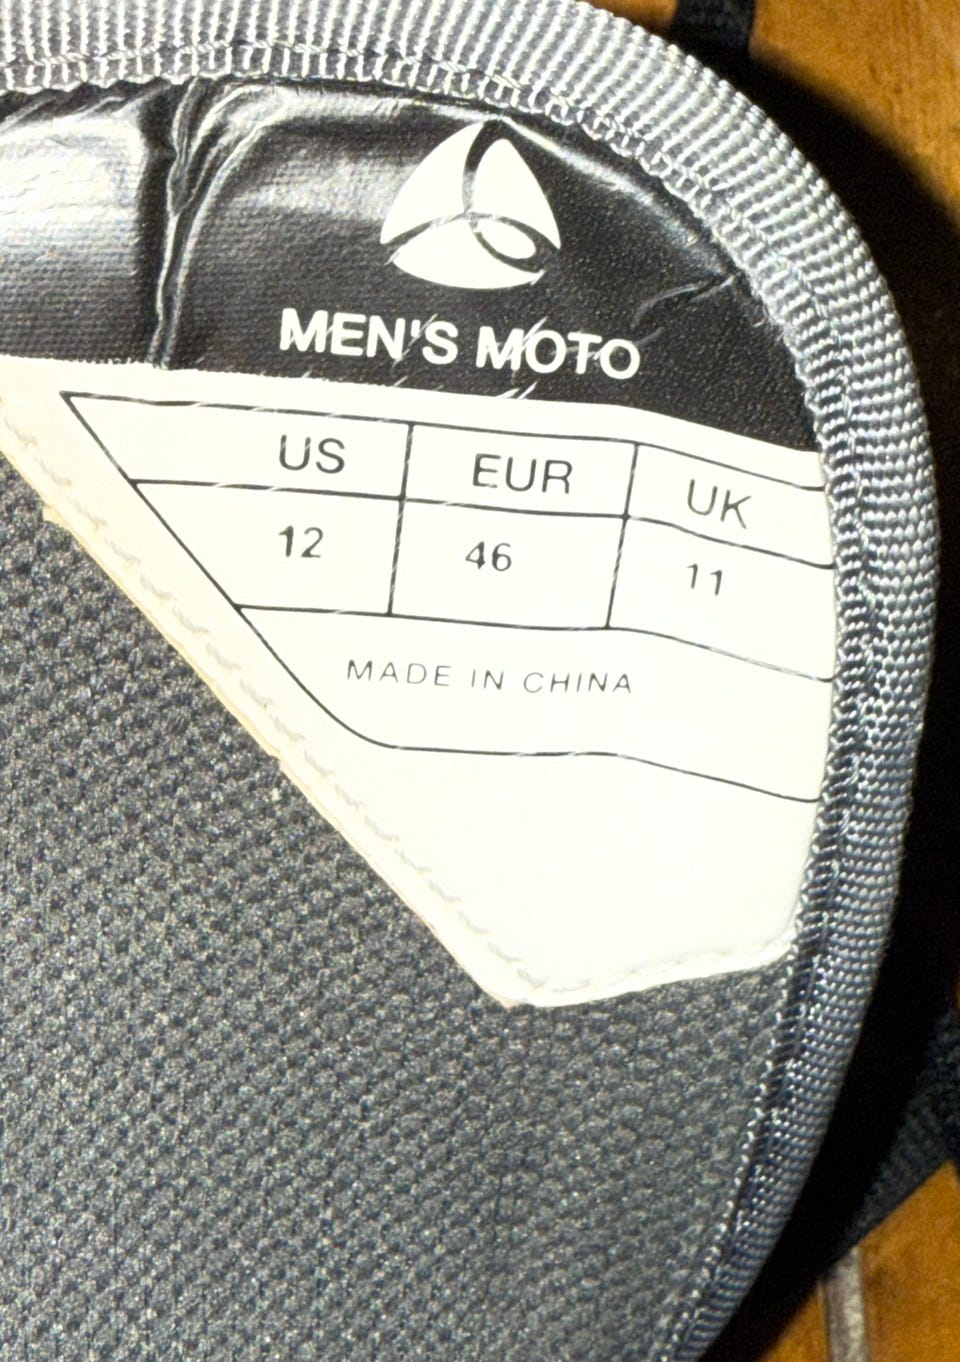 MEN'S MOTO
US EUR UK
12 46 11
MADE IN CHINA